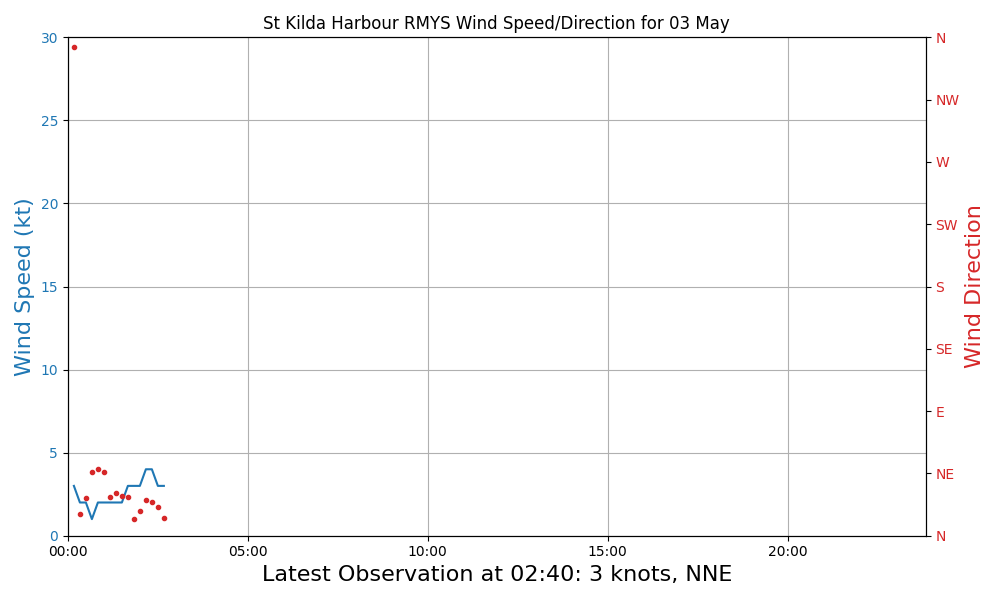 St Kilda Harbour RMYS Wind Speed/Direction for 03 May
30
25
20
15
10
5
0
Wind Speed (kt)
N
NW
W
SW
S
SE
E
NE
N
Wind Direction
00:00 05:00 10:00 15:00 20:00
Latest Observation at 02:40: 3 knots, NNE